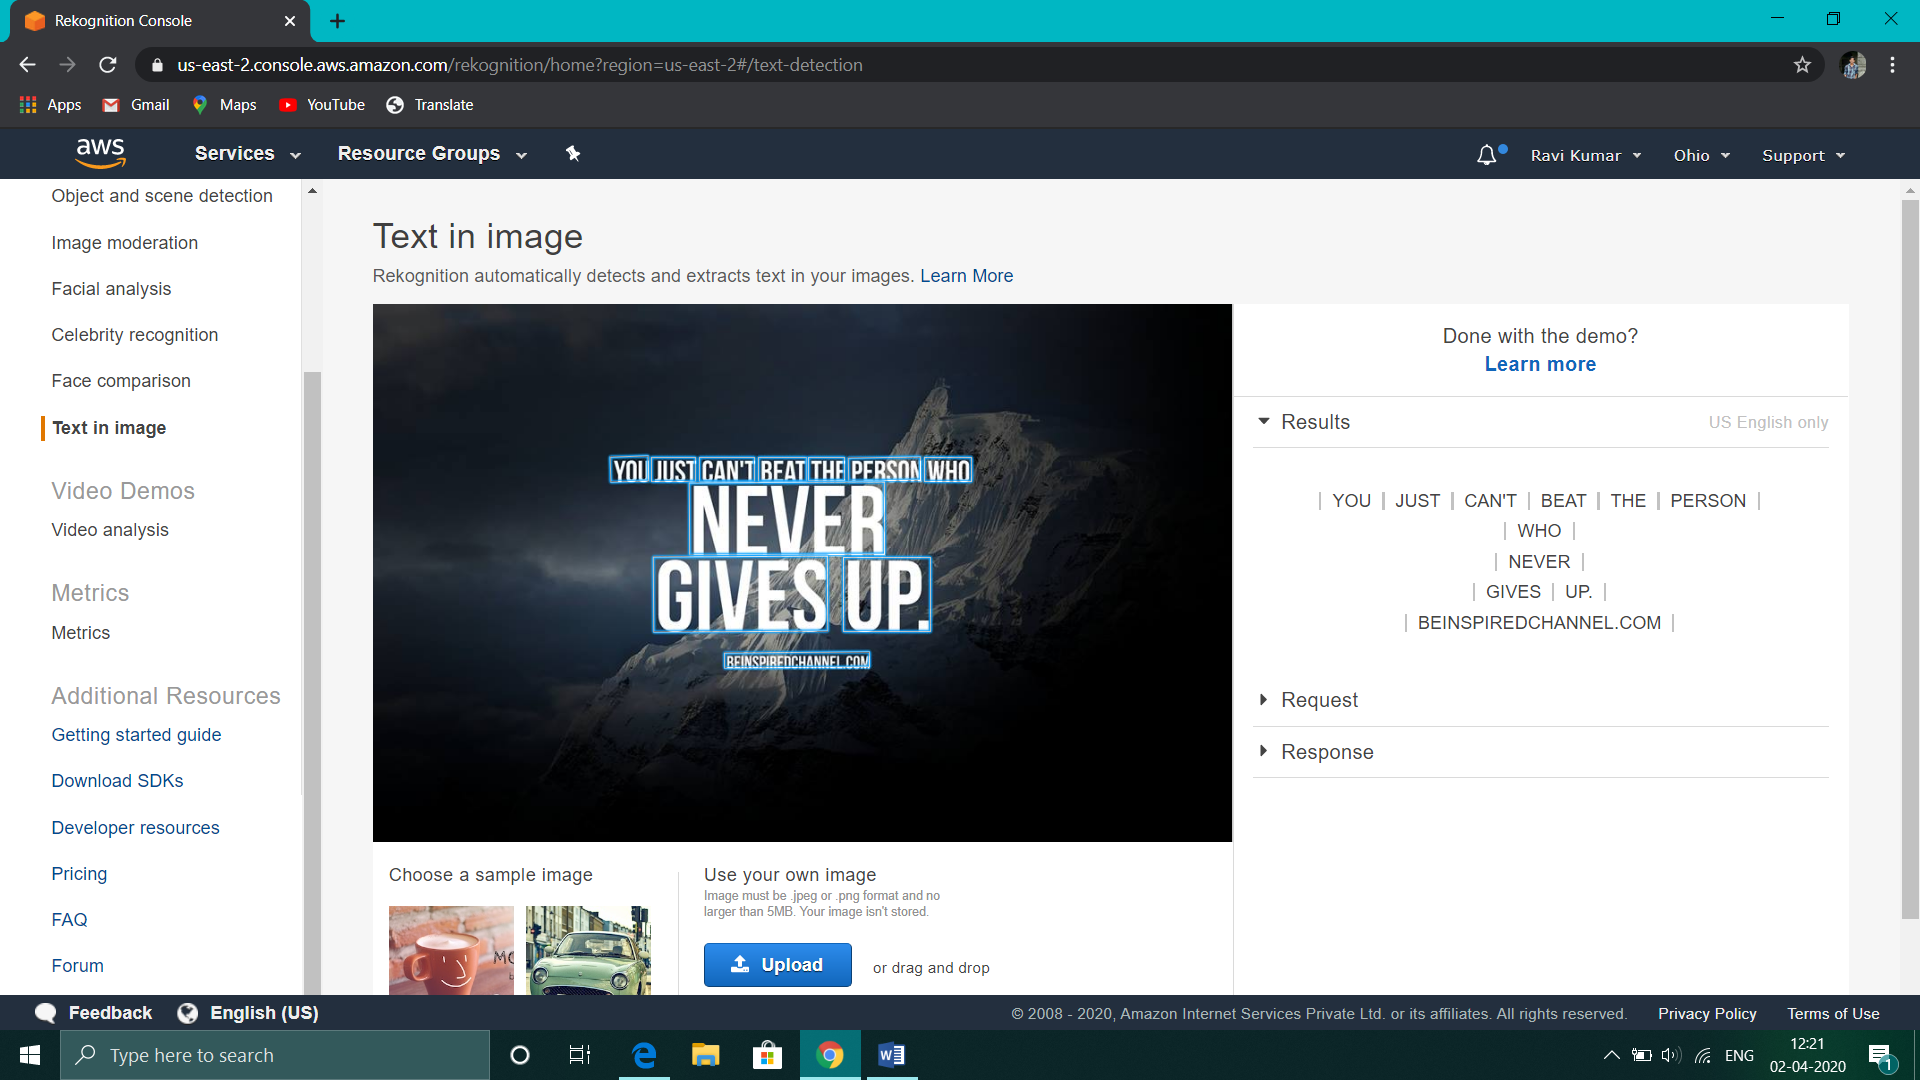 Rekognition Console
us-east-2.console.aws.amazon.com/rekognition/home?region=us-east-2#/text-detection
Apps Gmail Maps YouTube Translate
aws Services Resource Groups Ravi Kumar Ohio Support
Object and scene detection
Image moderation
Facial analysis
Celebrity recognition
Face comparison
Text in image
Video Demos
Video analysis
Metrics
Metrics
Additional Resources
Getting started guide
Download SDKs
Developer resources
Pricing
FAQ
Forum
Text in image
Rekognition automatically detects and extracts text in your images. Learn More
YOU JUST CAN'T BEAT THE PERSON WHO
NEVER
GIVES UP.
BEINSPIREDCHANNEL.COM
Choose a sample image
Use your own image
Image must be .jpeg or .png format and no
larger than 5MB. Your image isn't stored.
Upload or drag and drop
Done with the demo?
Learn more
Results US English only
| YOU | JUST | CAN'T | BEAT | THE | PERSON |
| WHO |
| NEVER |
| GIVES | UP. |
| BEINSPIREDCHANNEL.COM |
Request
Response
Feedback English (US) © 2008 - 2020, Amazon Internet Services Private Ltd. or its affiliates. All rights reserved. Privacy Policy Terms of Use
Type here to search
ENG
12:21
02-04-2020
1